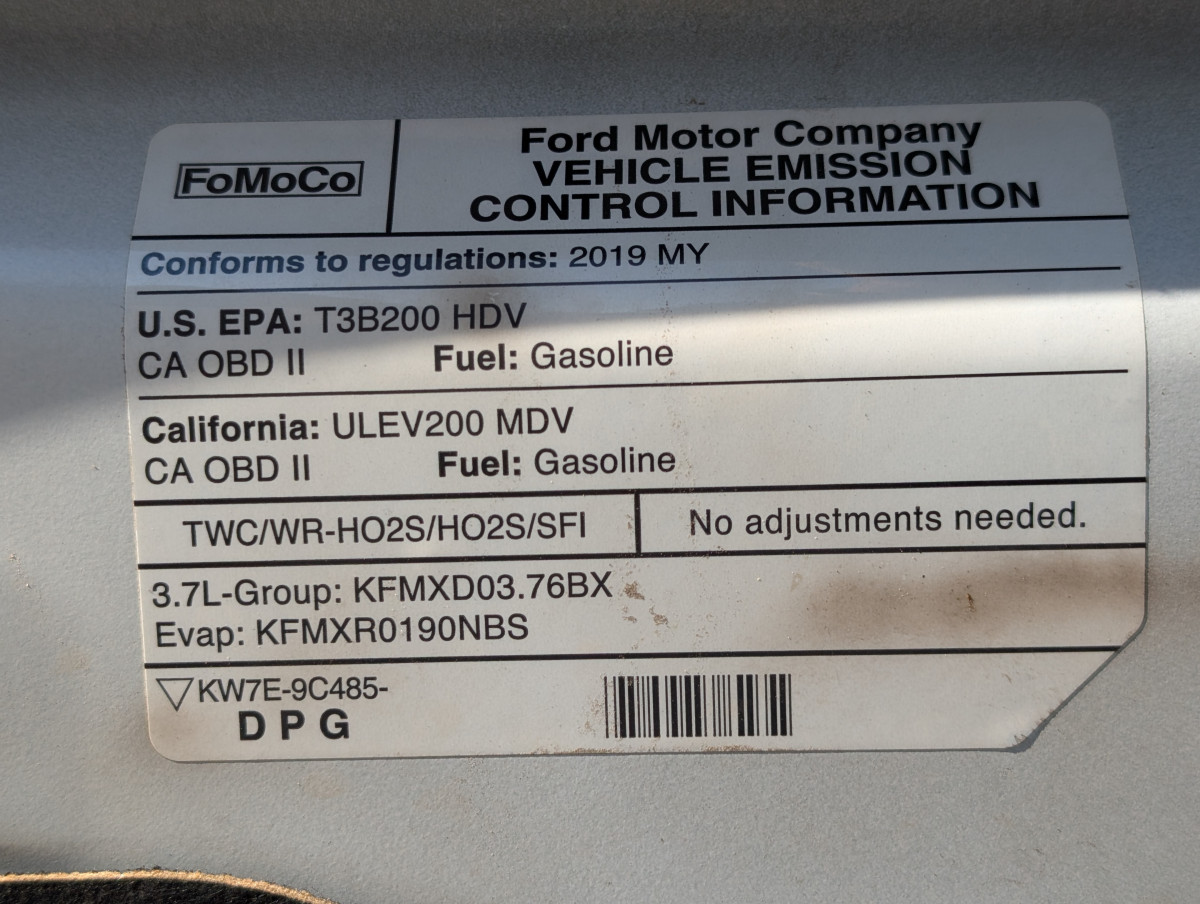 FoMoCo
Ford Motor Company
VEHICLE EMISSION
CONTROL INFORMATION
Conforms to regulations: 2019 MY
U.S. EPA: T3B200 HDV
CA OBD II Fuel: Gasoline
California: ULEV200 MDV
CA OBD II Fuel: Gasoline
TWC/WR-HO2S/HO2S/SFI
No adjustments needed.
3.7L-Group: KFMXD03.76BX
Evap: KFMXR0190NBS
KW7E-9C485-
D P G